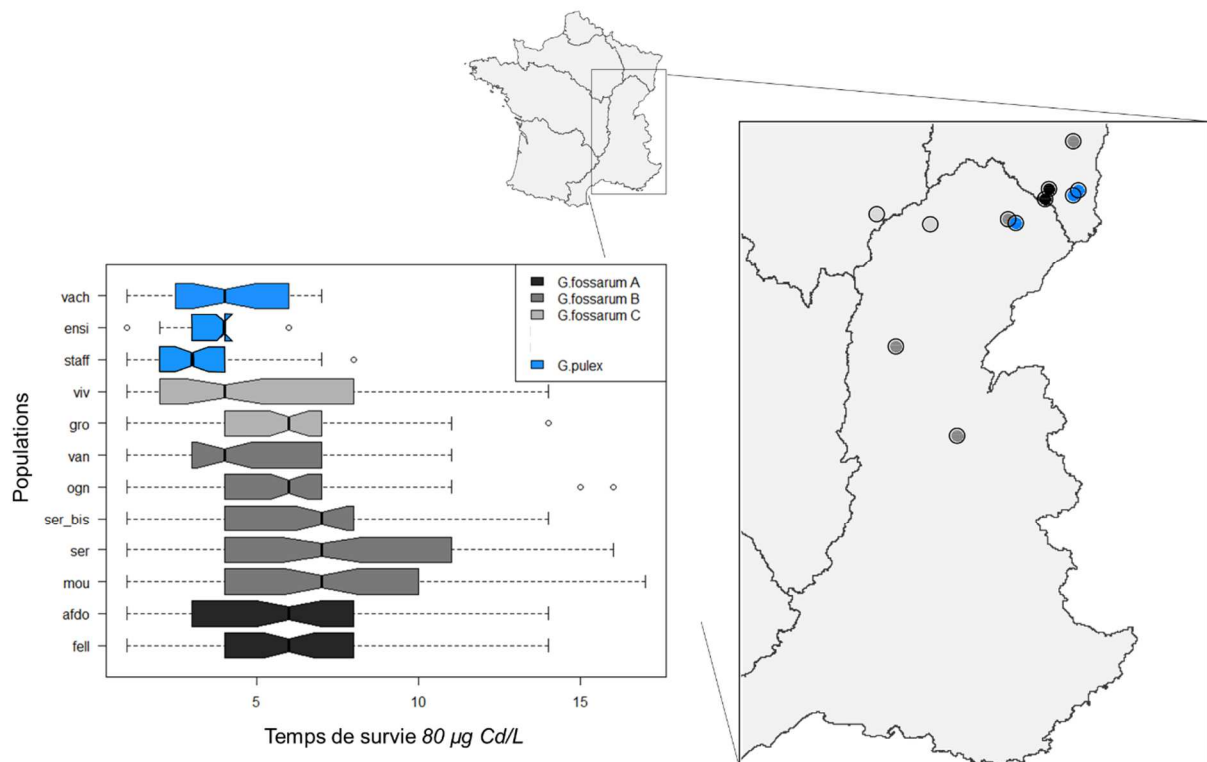 G.fossarum A
G.fossarum B
G.fossarum C
G.pulex
Populations
vach
ensi
staff
viv
gro
van
ogn
ser_bis
ser
mou
afdo
fell
5 10 15
Temps de survie 80 µg Cd/L